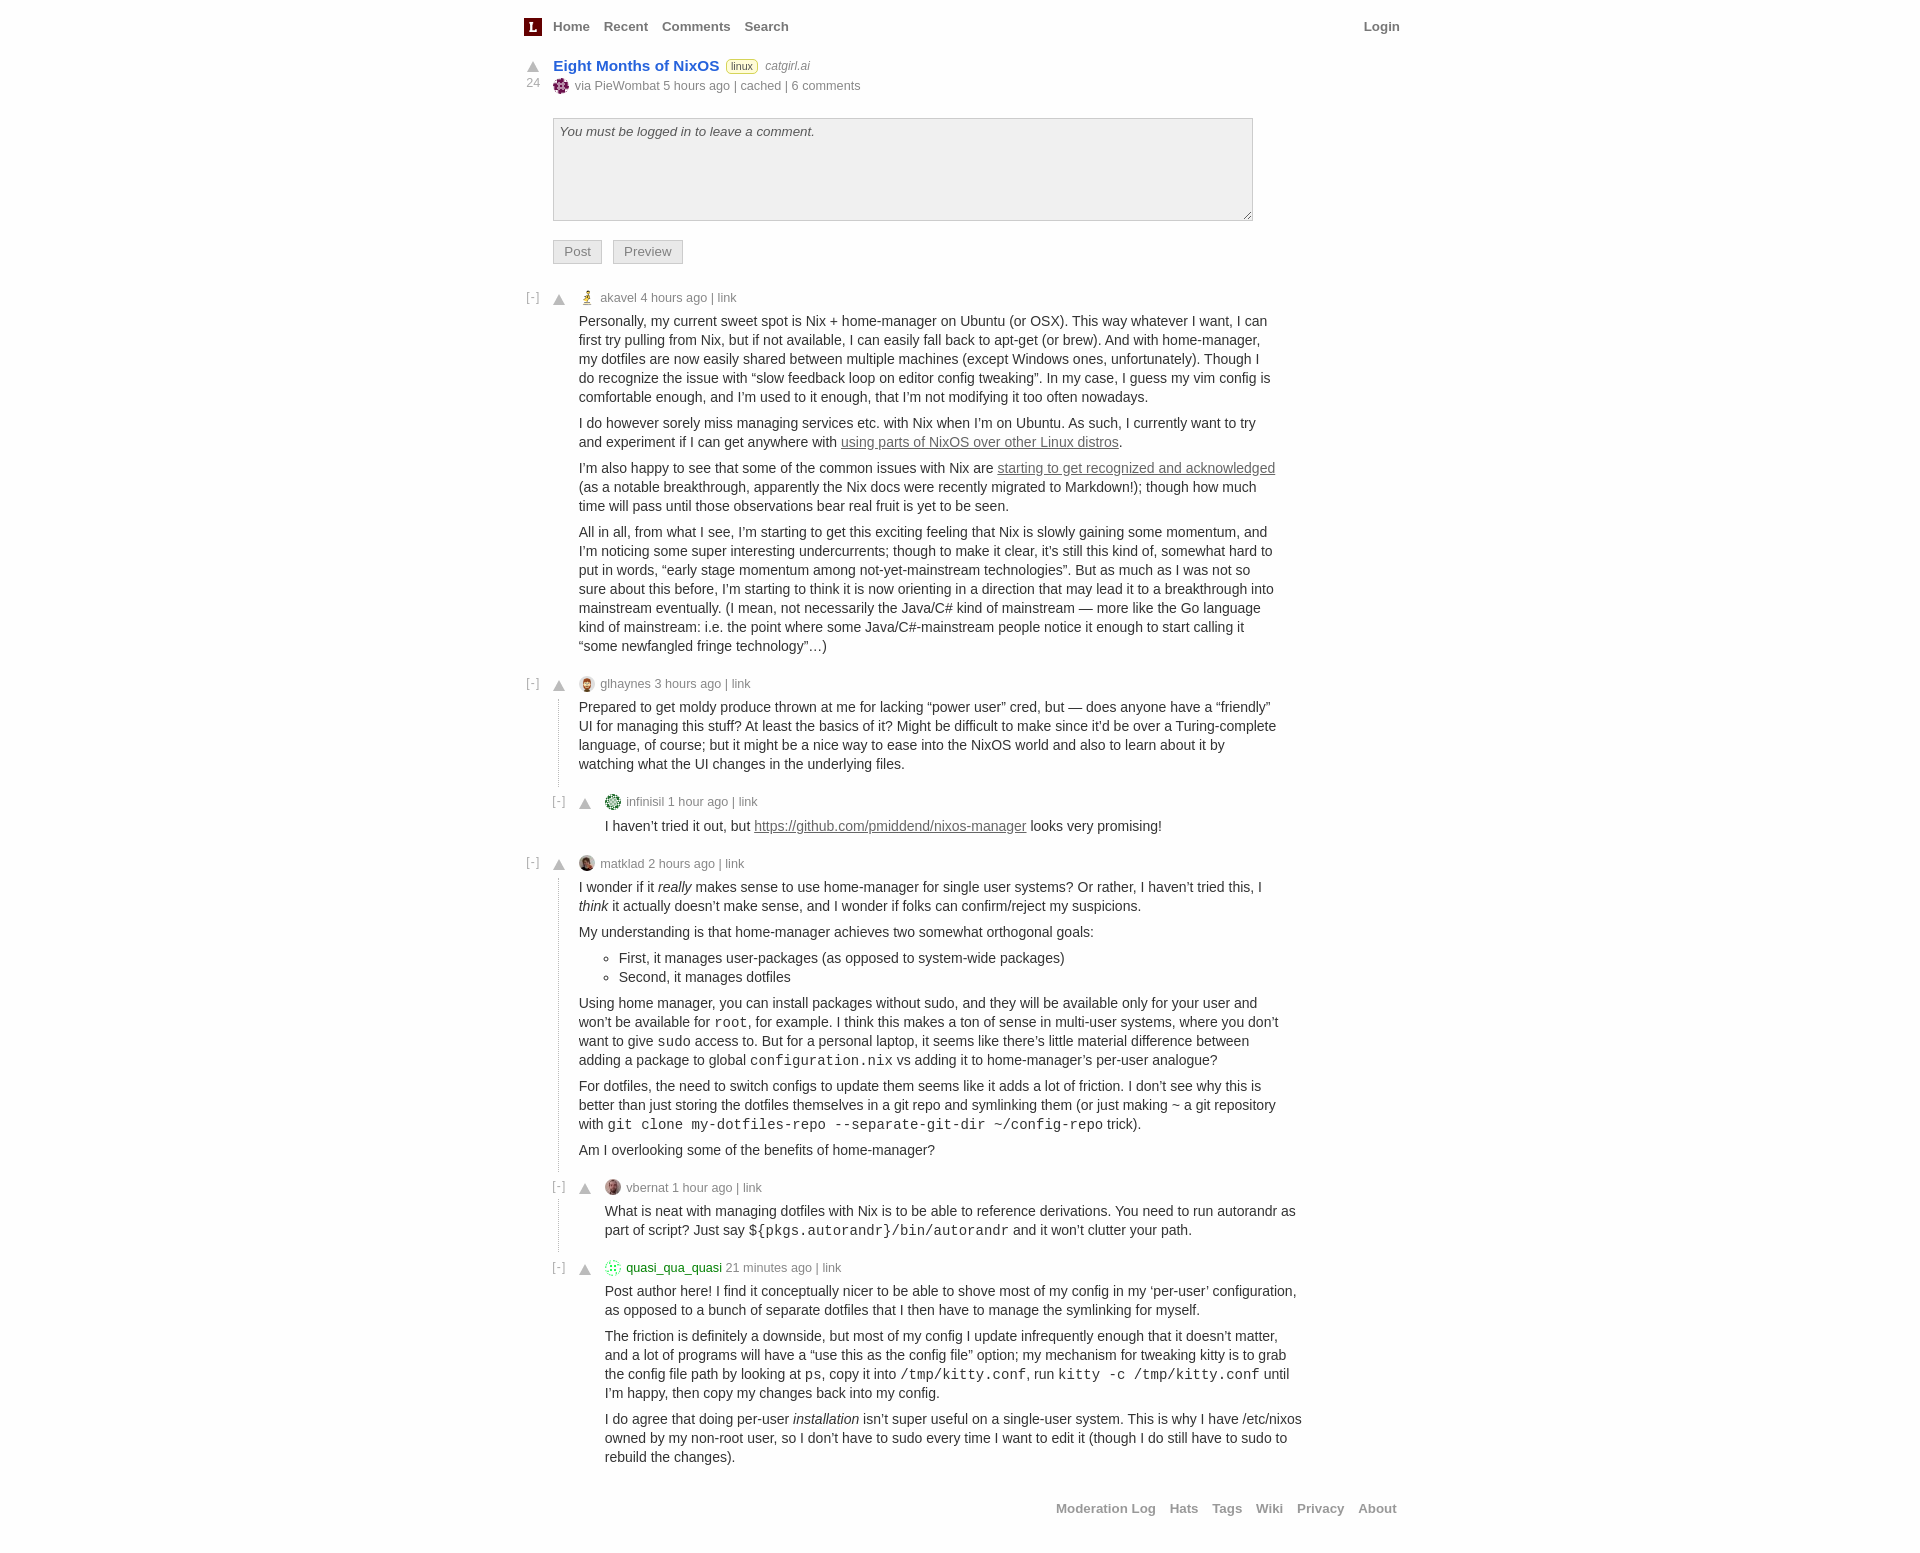 L Home Recent Comments Search Login
Eight Months of NixOS linux catgirl.ai
24 via PieWombat 5 hours ago | cached | 6 comments
You must be logged in to leave a comment.
Post Preview
[-] akavel 4 hours ago | link
Personally, my current sweet spot is Nix + home-manager on Ubuntu (or OSX). This way whatever I want, I can
first try pulling from Nix, but if not available, I can easily fall back to apt-get (or brew). And with home-manager,
my dotfiles are now easily shared between multiple machines (except Windows ones, unfortunately). Though I
do recognize the issue with “slow feedback loop on editor config tweaking”. In my case, I guess my vim config is
comfortable enough, and I’m used to it enough, that I’m not modifying it too often nowadays.
I do however sorely miss managing services etc. with Nix when I’m on Ubuntu. As such, I currently want to try
and experiment if I can get anywhere with using parts of NixOS over other Linux distros.
I’m also happy to see that some of the common issues with Nix are starting to get recognized and acknowledged
(as a notable breakthrough, apparently the Nix docs were recently migrated to Markdown!); though how much
time will pass until those observations bear real fruit is yet to be seen.
All in all, from what I see, I’m starting to get this exciting feeling that Nix is slowly gaining some momentum, and
I’m noticing some super interesting undercurrents; though to make it clear, it’s still this kind of, somewhat hard to
put in words, “early stage momentum among not-yet-mainstream technologies”. But as much as I was not so
sure about this before, I’m starting to think it is now orienting in a direction that may lead it to a breakthrough into
mainstream eventually. (I mean, not necessarily the Java/C# kind of mainstream — more like the Go language
kind of mainstream: i.e. the point where some Java/C#-mainstream people notice it enough to start calling it
“some newfangled fringe technology”…)
[-] glhaynes 3 hours ago | link
Prepared to get moldy produce thrown at me for lacking “power user” cred, but — does anyone have a “friendly”
UI for managing this stuff? At least the basics of it? Might be difficult to make since it’d be over a Turing-complete
language, of course; but it might be a nice way to ease into the NixOS world and also to learn about it by
watching what the UI changes in the underlying files.
[-] infinisil 1 hour ago | link
I haven’t tried it out, but https://github.com/pmiddend/nixos-manager looks very promising!
[-] matklad 2 hours ago | link
I wonder if it really makes sense to use home-manager for single user systems? Or rather, I haven’t tried this, I
think it actually doesn’t make sense, and I wonder if folks can confirm/reject my suspicions.
My understanding is that home-manager achieves two somewhat orthogonal goals:
First, it manages user-packages (as opposed to system-wide packages)
Second, it manages dotfiles
Using home manager, you can install packages without sudo, and they will be available only for your user and
won’t be available for root, for example. I think this makes a ton of sense in multi-user systems, where you don’t
want to give sudo access to. But for a personal laptop, it seems like there’s little material difference between
adding a package to global configuration.nix vs adding it to home-manager’s per-user analogue?
For dotfiles, the need to switch configs to update them seems like it adds a lot of friction. I don’t see why this is
better than just storing the dotfiles themselves in a git repo and symlinking them (or just making ~ a git repository
with git clone my-dotfiles-repo --separate-git-dir ~/config-repo trick).
Am I overlooking some of the benefits of home-manager?
[-] vbernat 1 hour ago | link
What is neat with managing dotfiles with Nix is to be able to reference derivations. You need to run autorandr as
part of script? Just say ${pkgs.autorandr}/bin/autorandr and it won’t clutter your path.
[-] quasi_qua_quasi 21 minutes ago | link
Post author here! I find it conceptually nicer to be able to shove most of my config in my ‘per-user’ configuration,
as opposed to a bunch of separate dotfiles that I then have to manage the symlinking for myself.
The friction is definitely a downside, but most of my config I update infrequently enough that it doesn’t matter,
and a lot of programs will have a “use this as the config file” option; my mechanism for tweaking kitty is to grab
the config file path by looking at ps, copy it into /tmp/kitty.conf, run kitty -c /tmp/kitty.conf until
I’m happy, then copy my changes back into my config.
I do agree that doing per-user installation isn’t super useful on a single-user system. This is why I have /etc/nixos
owned by my non-root user, so I don’t have to sudo every time I want to edit it (though I do still have to sudo to
rebuild the changes).
Moderation Log Hats Tags Wiki Privacy About